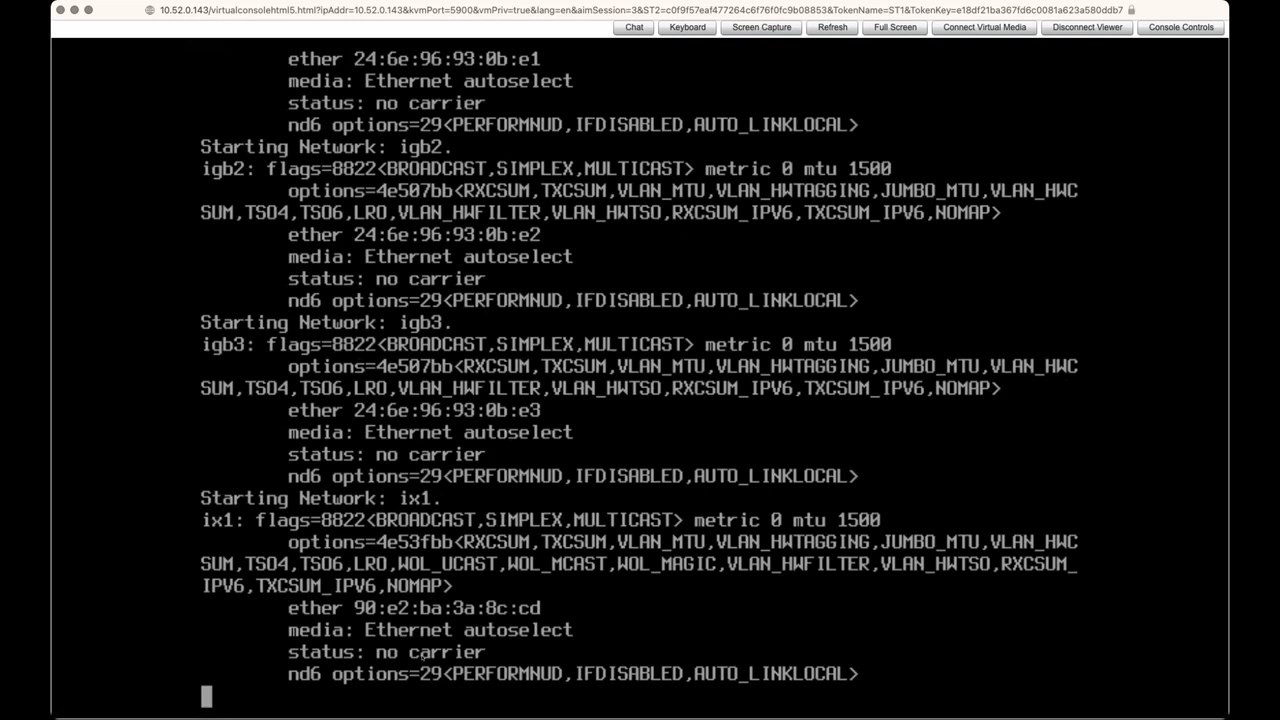 10.52.0.143/virtualconsolehtml5.html?ipAddr=10.52.0.143&kvmPort=5900&vmPriv=true&lang=en&aimSession=3&ST2=c0f9f57eaf477264c6f76f0fc9b08853&TokenName=ST1&TokenKey=e18df21ba367fd6c0081a623a580ddb7
Chat Keyboard Screen Capture Refresh Full Screen Connect Virtual Media Disconnect Viewer Console Controls
ether 24:6e:96:93:0b:e1
media: Ethernet autoselect
status: no carrier
nd6 options=29<PERFORMNUD,IFDISABLED,AUTO_LINKLOCAL>
Starting Network: igb2.
igb2: flags=8822<BROADCAST,SIMPLEX,MULTICAST> metric 0 mtu 1500
options=4e507bb<RXCSUM,TXCSUM,VLAN_MTU,VLAN_HWTAGGING,JUMBO_MTU,VLAN_HWC
SUM,TSO4,TSO6,LRO,VLAN_HWFILTER,VLAN_HWTSO,RXCSUM_IPV6,TXCSUM_IPV6,NOMAP>
ether 24:6e:96:93:0b:e2
media: Ethernet autoselect
status: no carrier
nd6 options=29<PERFORMNUD,IFDISABLED,AUTO_LINKLOCAL>
Starting Network: igb3.
igb3: flags=8822<BROADCAST,SIMPLEX,MULTICAST> metric 0 mtu 1500
options=4e507bb<RXCSUM,TXCSUM,VLAN_MTU,VLAN_HWTAGGING,JUMBO_MTU,VLAN_HWC
SUM,TSO4,TSO6,LRO,VLAN_HWFILTER,VLAN_HWTSO,RXCSUM_IPV6,TXCSUM_IPV6,NOMAP>
ether 24:6e:96:93:0b:e3
media: Ethernet autoselect
status: no carrier
nd6 options=29<PERFORMNUD,IFDISABLED,AUTO_LINKLOCAL>
Starting Network: ix1.
ix1: flags=8822<BROADCAST,SIMPLEX,MULTICAST> metric 0 mtu 1500
options=4e53fbb<RXCSUM,TXCSUM,VLAN_MTU,VLAN_HWTAGGING,JUMBO_MTU,VLAN_HWC
SUM,TSO4,TSO6,LRO,WOL_UCAST,WOL_MCAST,WOL_MAGIC,VLAN_HWFILTER,VLAN_HWTSO,RXCSUM_
IPV6,TXCSUM_IPV6,NOMAP>
ether 90:e2:ba:3a:8c:cd
media: Ethernet autoselect
status: no carrier
nd6 options=29<PERFORMNUD,IFDISABLED,AUTO_LINKLOCAL>